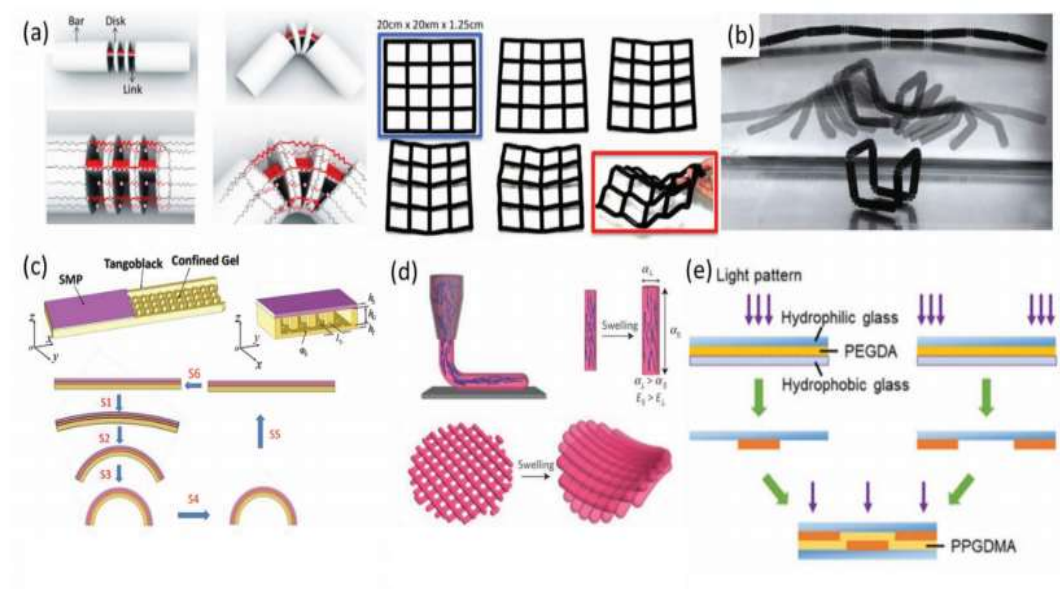 (a)
Bar
Disk
Link
20cm x 20xm x 1.25cm
(b)
(c)
SMP
Tangoblack
Confined Gel
z
x
y
z
y
x
S6
S1
S2
S3
S4
S5
(d)
Swelling
α⊥
α∥
α⊥ > α∥
E∥ > E⊥
Swelling
(e)
Light pattern
Hydrophilic glass
PEGDA
Hydrophobic glass
PPGDMA